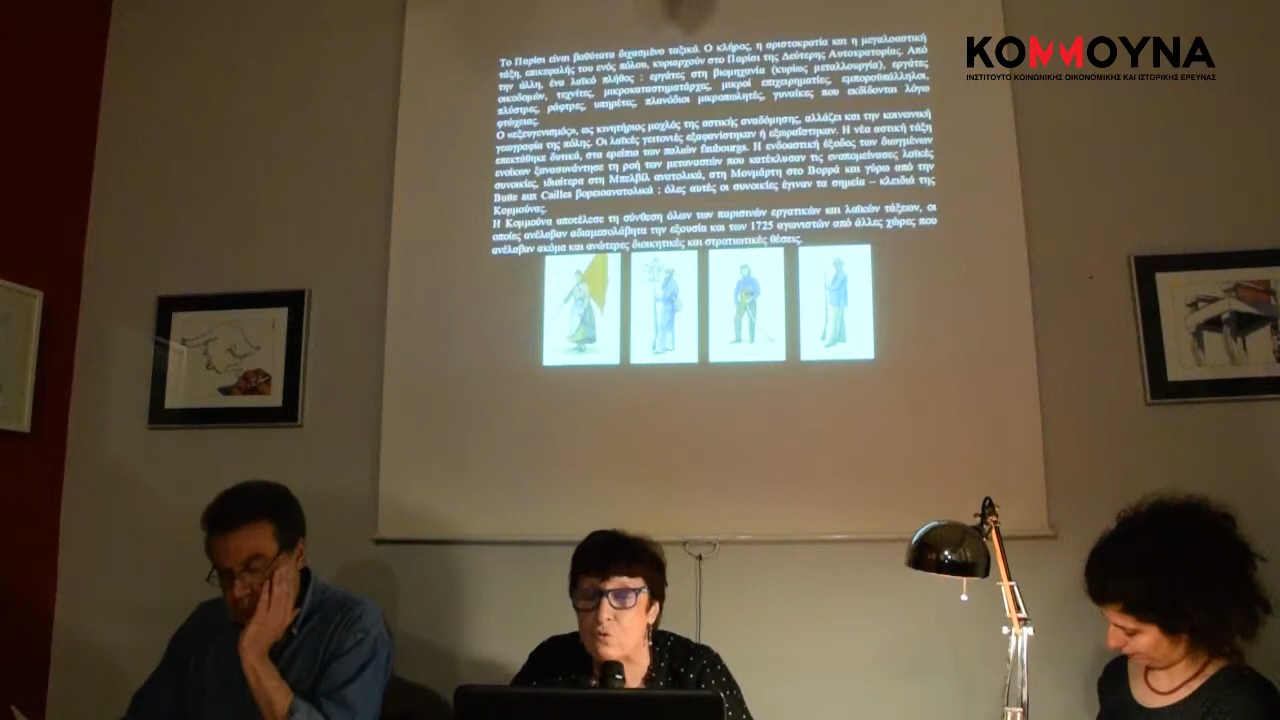 ΚΟΜΜΟΥΝΑ
ΙΝΣΤΙΤΟΥΤΟ ΚΟΙΝΩΝΙΚΗΣ ΟΙΚΟΝΟΜΙΚΗΣ ΚΑΙ ΙΣΤΟΡΙΚΗΣ ΕΡΕΥΝΑΣ
Το Παρίσι είναι βαθύτατα διχασμένο ταξικά. Ο κλήρος, η αριστοκρατία και η μεγαλοαστική
τάξη, επικεφαλής του ενός πόλου, κυριαρχούν στο Παρίσι της Δεύτερης Αυτοκρατορίας. Από
την άλλη, ένα λαϊκό πλήθος : εργάτες στη βιομηχανία (κυρίως μεταλλουργία), εργάτες
οικοδομών, τεχνίτες, μικροκαταστηματάρχες, μικροί επιχειρηματίες, εμποροϋπάλληλοι,
πλύστρες, ράφτρες, υπηρέτες, πλανόδιοι μικροπωλητές, γυναίκες που εκδίδονται λόγω
φτώχειας.
Ο «εξευγενισμός», ως κινητήριος μοχλός της αστικής αναδόμησης, αλλάζει και την κοινωνική
γεωγραφία της πόλης. Οι λαϊκές γειτονιές εξαφανίστηκαν ή εξωραΐστηκαν. Η νέα αστική τάξη
επεκτάθηκε δυτικά, στα ερείπια των παλιών faubourgs. Η ενδοαστική έξοδος των διωγμένων
ενοίκων ξανασυνάντησε τη ροή των μεταναστών που κατέκλυσαν τις εναπομείνασες λαϊκές
συνοικίες, ιδιαίτερα στη Μπελβίλ ανατολικά, στη Μονμάρτη στο Βορρά και γύρω από την
Butte aux Cailles βορειοανατολικά : όλες αυτές οι συνοικίες έγιναν τα σημεία – κλειδιά της
Κομμούνας.
Η Κομμούνα αποτέλεσε τη σύνθεση όλων των παρισινών εργατικών και λαϊκών τάξεων, οι
οποίες ανέλαβαν αδιαμεσολάβητα την εξουσία και των 1725 αγωνιστών από άλλες χώρες που
ανέλαβαν ακόμα και ανώτερες διοικητικές και στρατιωτικές θέσεις.